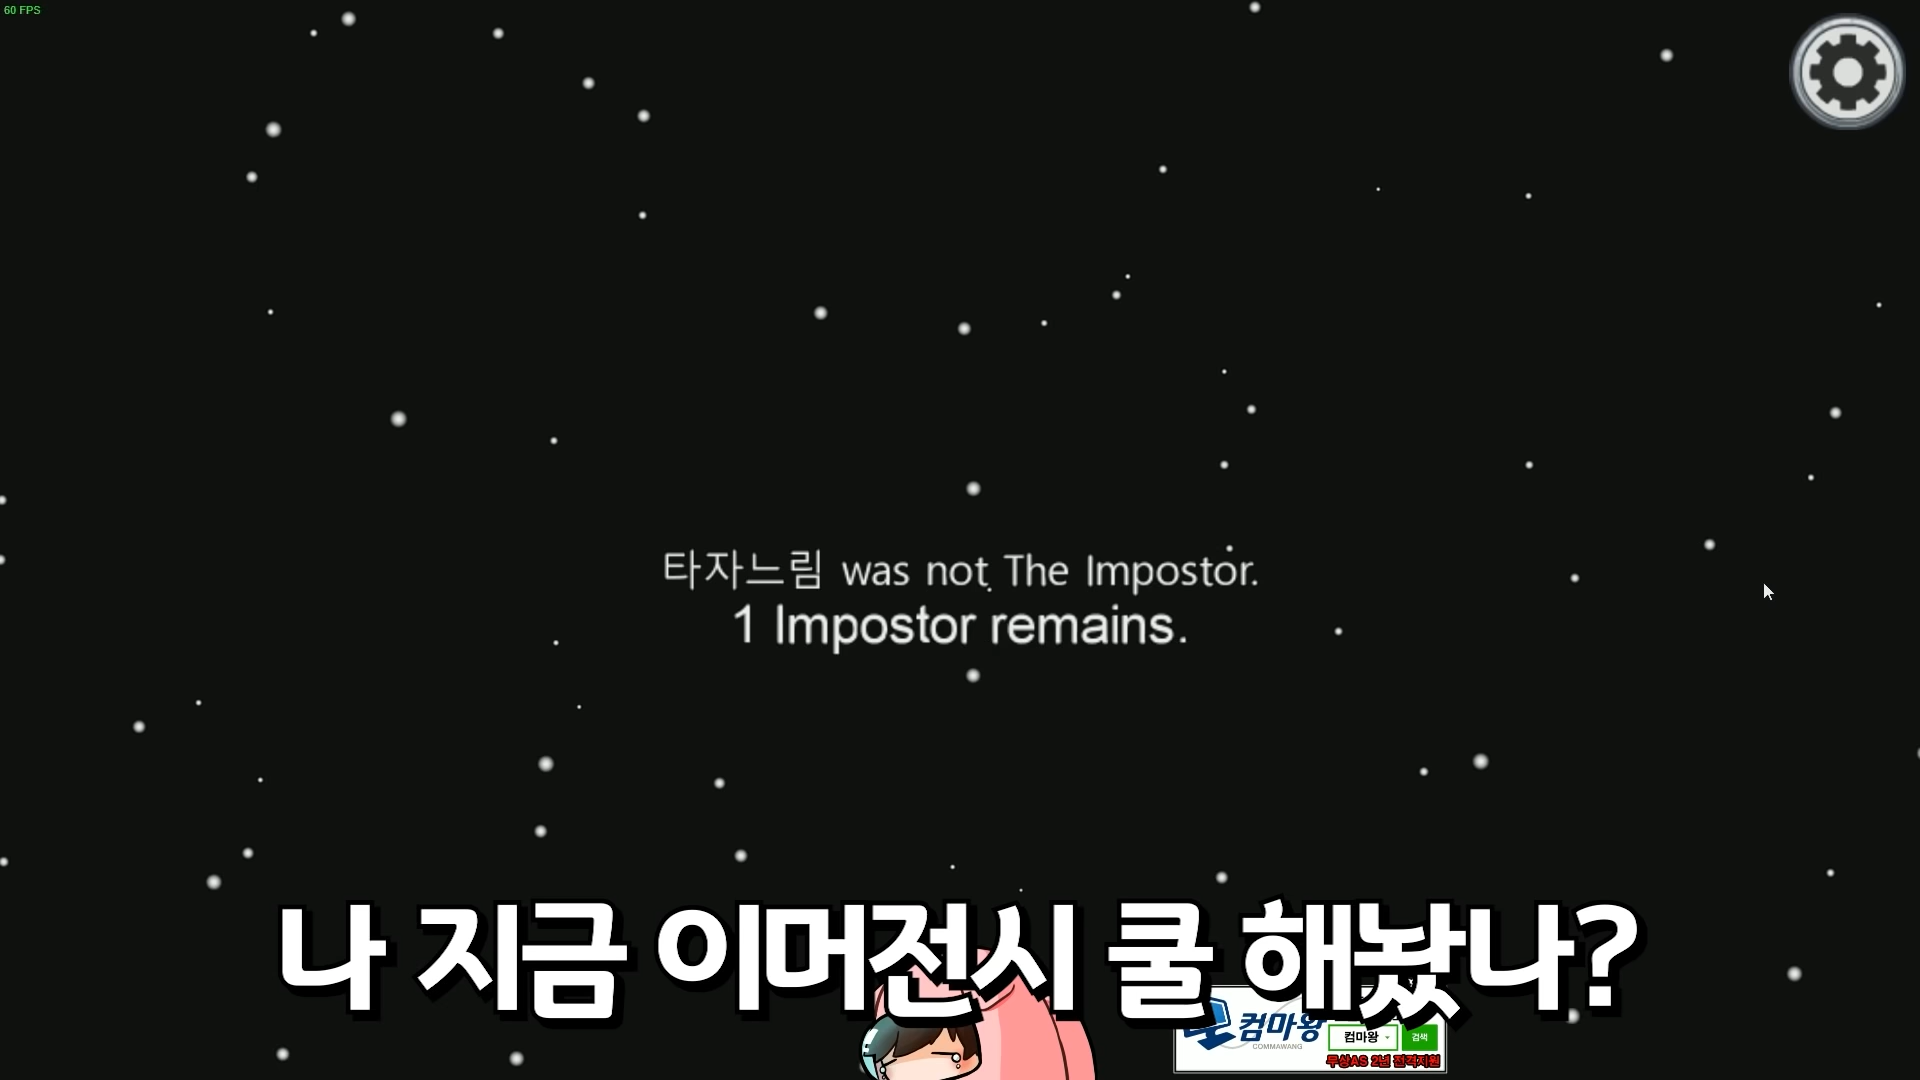 60 FPS
타자느림 was not The Impostor.
1 Impostor remains.
나 지금 이머전시 쿨 해놨나?
컴마왕
COMMAWANG
컴마왕
검색
무상AS 2년 전격지원